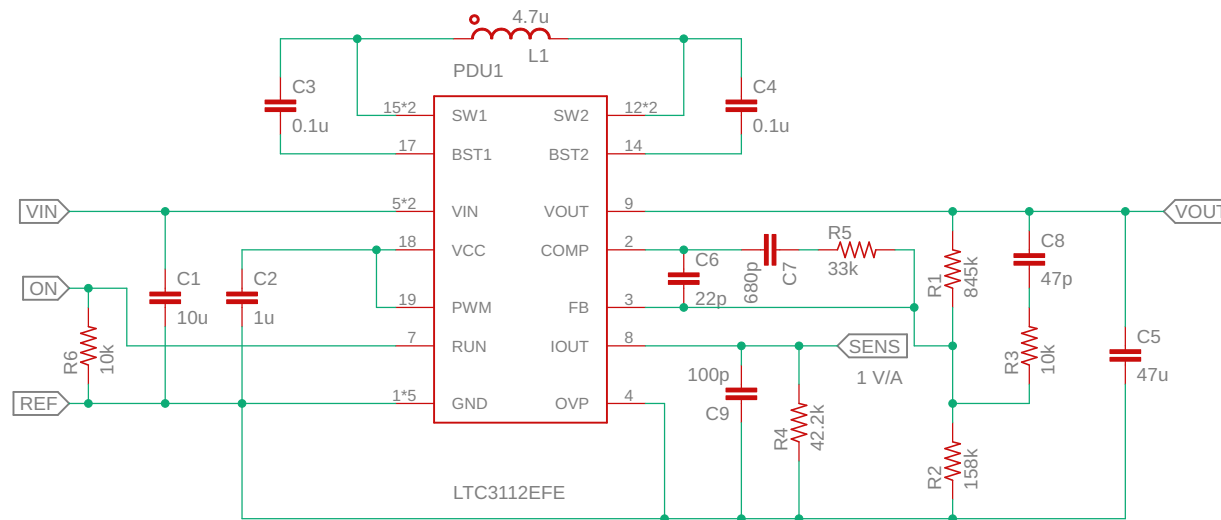 4.7u
L1
PDU1
C3
0.1u
C4
0.1u
15*2
SW1
SW2
12*2
17
BST1
BST2
14
VIN
5*2
VIN
VOUT
9
VOUT
18
VCC
COMP
2
C6
22p
680p
C7
R5
33k
R1
845k
C8
47p
ON
C1
10u
C2
1u
19
PWM
FB
3
R6
10k
7
RUN
IOUT
8
SENS
1 V/A
R3
10k
C5
47u
REF
1*5
GND
OVP
4
100p
C9
R4
42.2k
R2
158k
LTC3112EFE